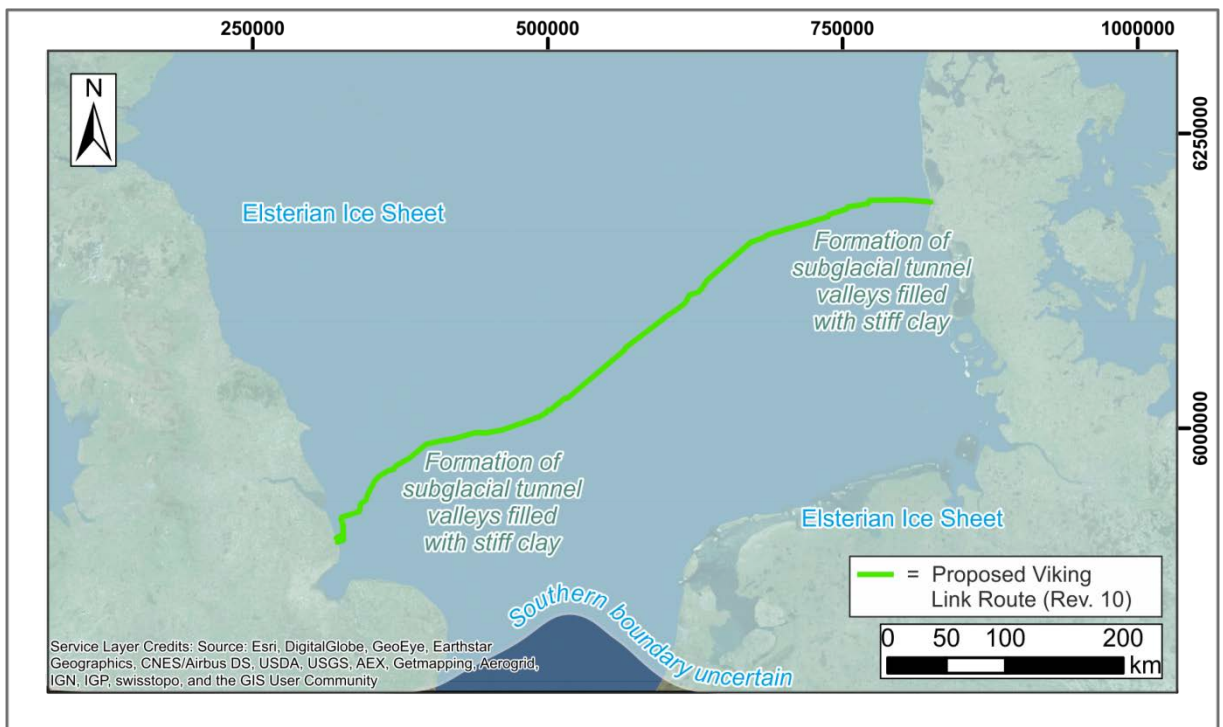 250000
500000
750000
1000000
N
6250000
Elsterian Ice Sheet
Formation of
subglacial tunnel
valleys filled
with stiff clay
6000000
Formation of
subglacial tunnel
valleys filled
with stiff clay
Elsterian Ice Sheet
= Proposed Viking
Link Route (Rev. 10)
Southern boundary uncertain
0 50 100 200
km
Service Layer Credits: Source: Esri, DigitalGlobe, GeoEye, Earthstar
Geographics, CNES/Airbus DS, USDA, USGS, AEX, Getmapping, Aerogrid,
IGN, IGP, swisstopo, and the GIS User Community